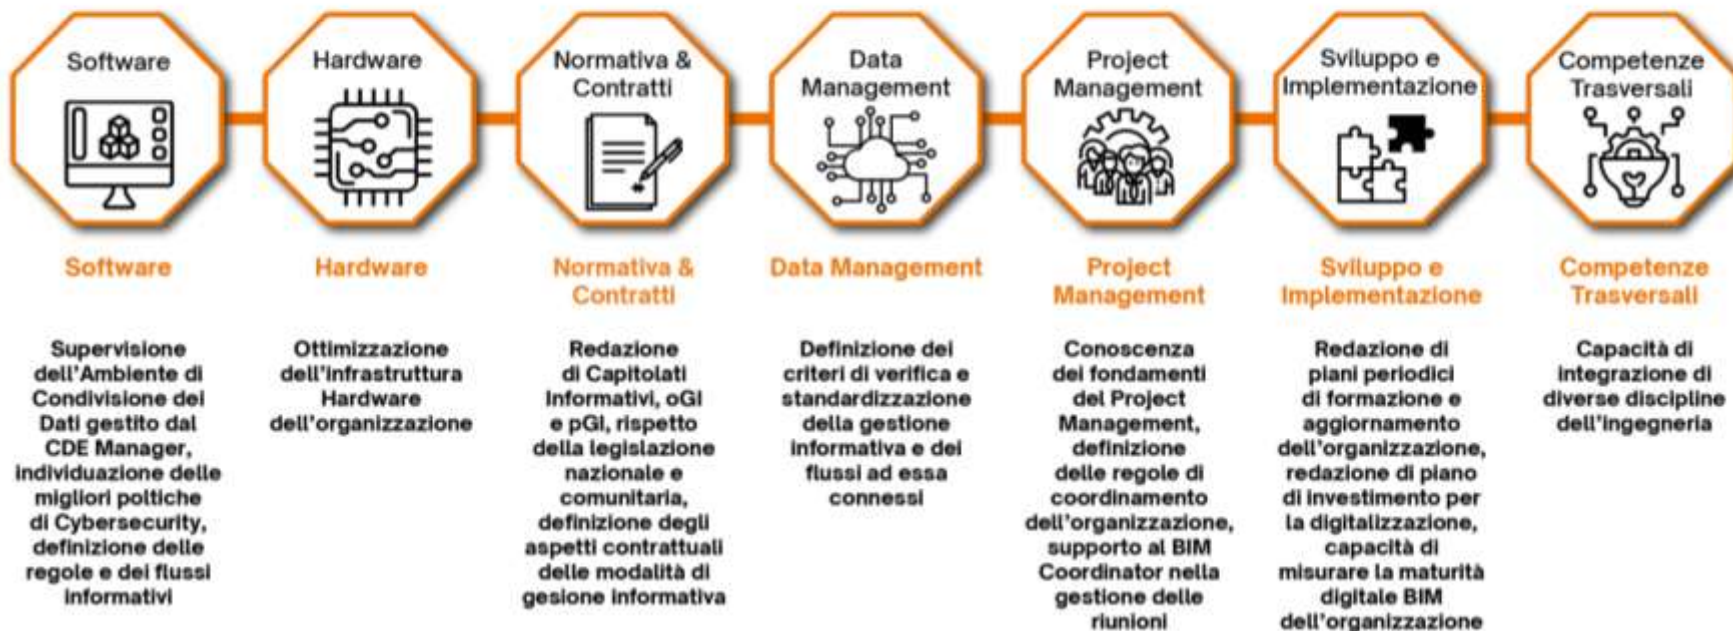 Software
Hardware
Normativa &
Contratti
Data
Management
Project
Management
Sviluppo e
Implementazione
Competenze
Trasversali
Software
Supervisione
dell'Ambiente di
Condivisione dei
Dati gestito dal
CDE Manager,
individuazione delle
migliori poltiche
di Cybersecurity,
definizione delle
regole e dei flussi
informativi
Hardware
Ottimizzazione
dell'infrastruttura
Hardware
dell'organizzazione
Normativa &
Contratti
Redazione
di Capitolati
Informativi, oGI
e pGI, rispetto
della legislazione
nazionale e
comunitaria,
definizione degli
aspetti contrattuali
delle modalità di
gesione informativa
Data Management
Definizione dei
criteri di verifica e
standardizzazione
della gestione
informativa e dei
flussi ad essa
connessi
Project
Management
Conoscenza
dei fondamenti
del Project
Management,
definizione
delle regole di
coordinamento
dell'organizzazione,
supporto al BIM
Coordinator nella
gestione delle
riunioni
Sviluppo e
Implementazione
Redazione di
piani periodici
di formazione e
aggiornamento
dell'organizzazione,
redazione di piano
di investimento per
la digitalizzazione,
capacità di
misurare la maturità
digitale BIM
dell'organizzazione
Competenze
Trasversali
Capacità di
integrazione di
diverse discipline
dell'ingegneria